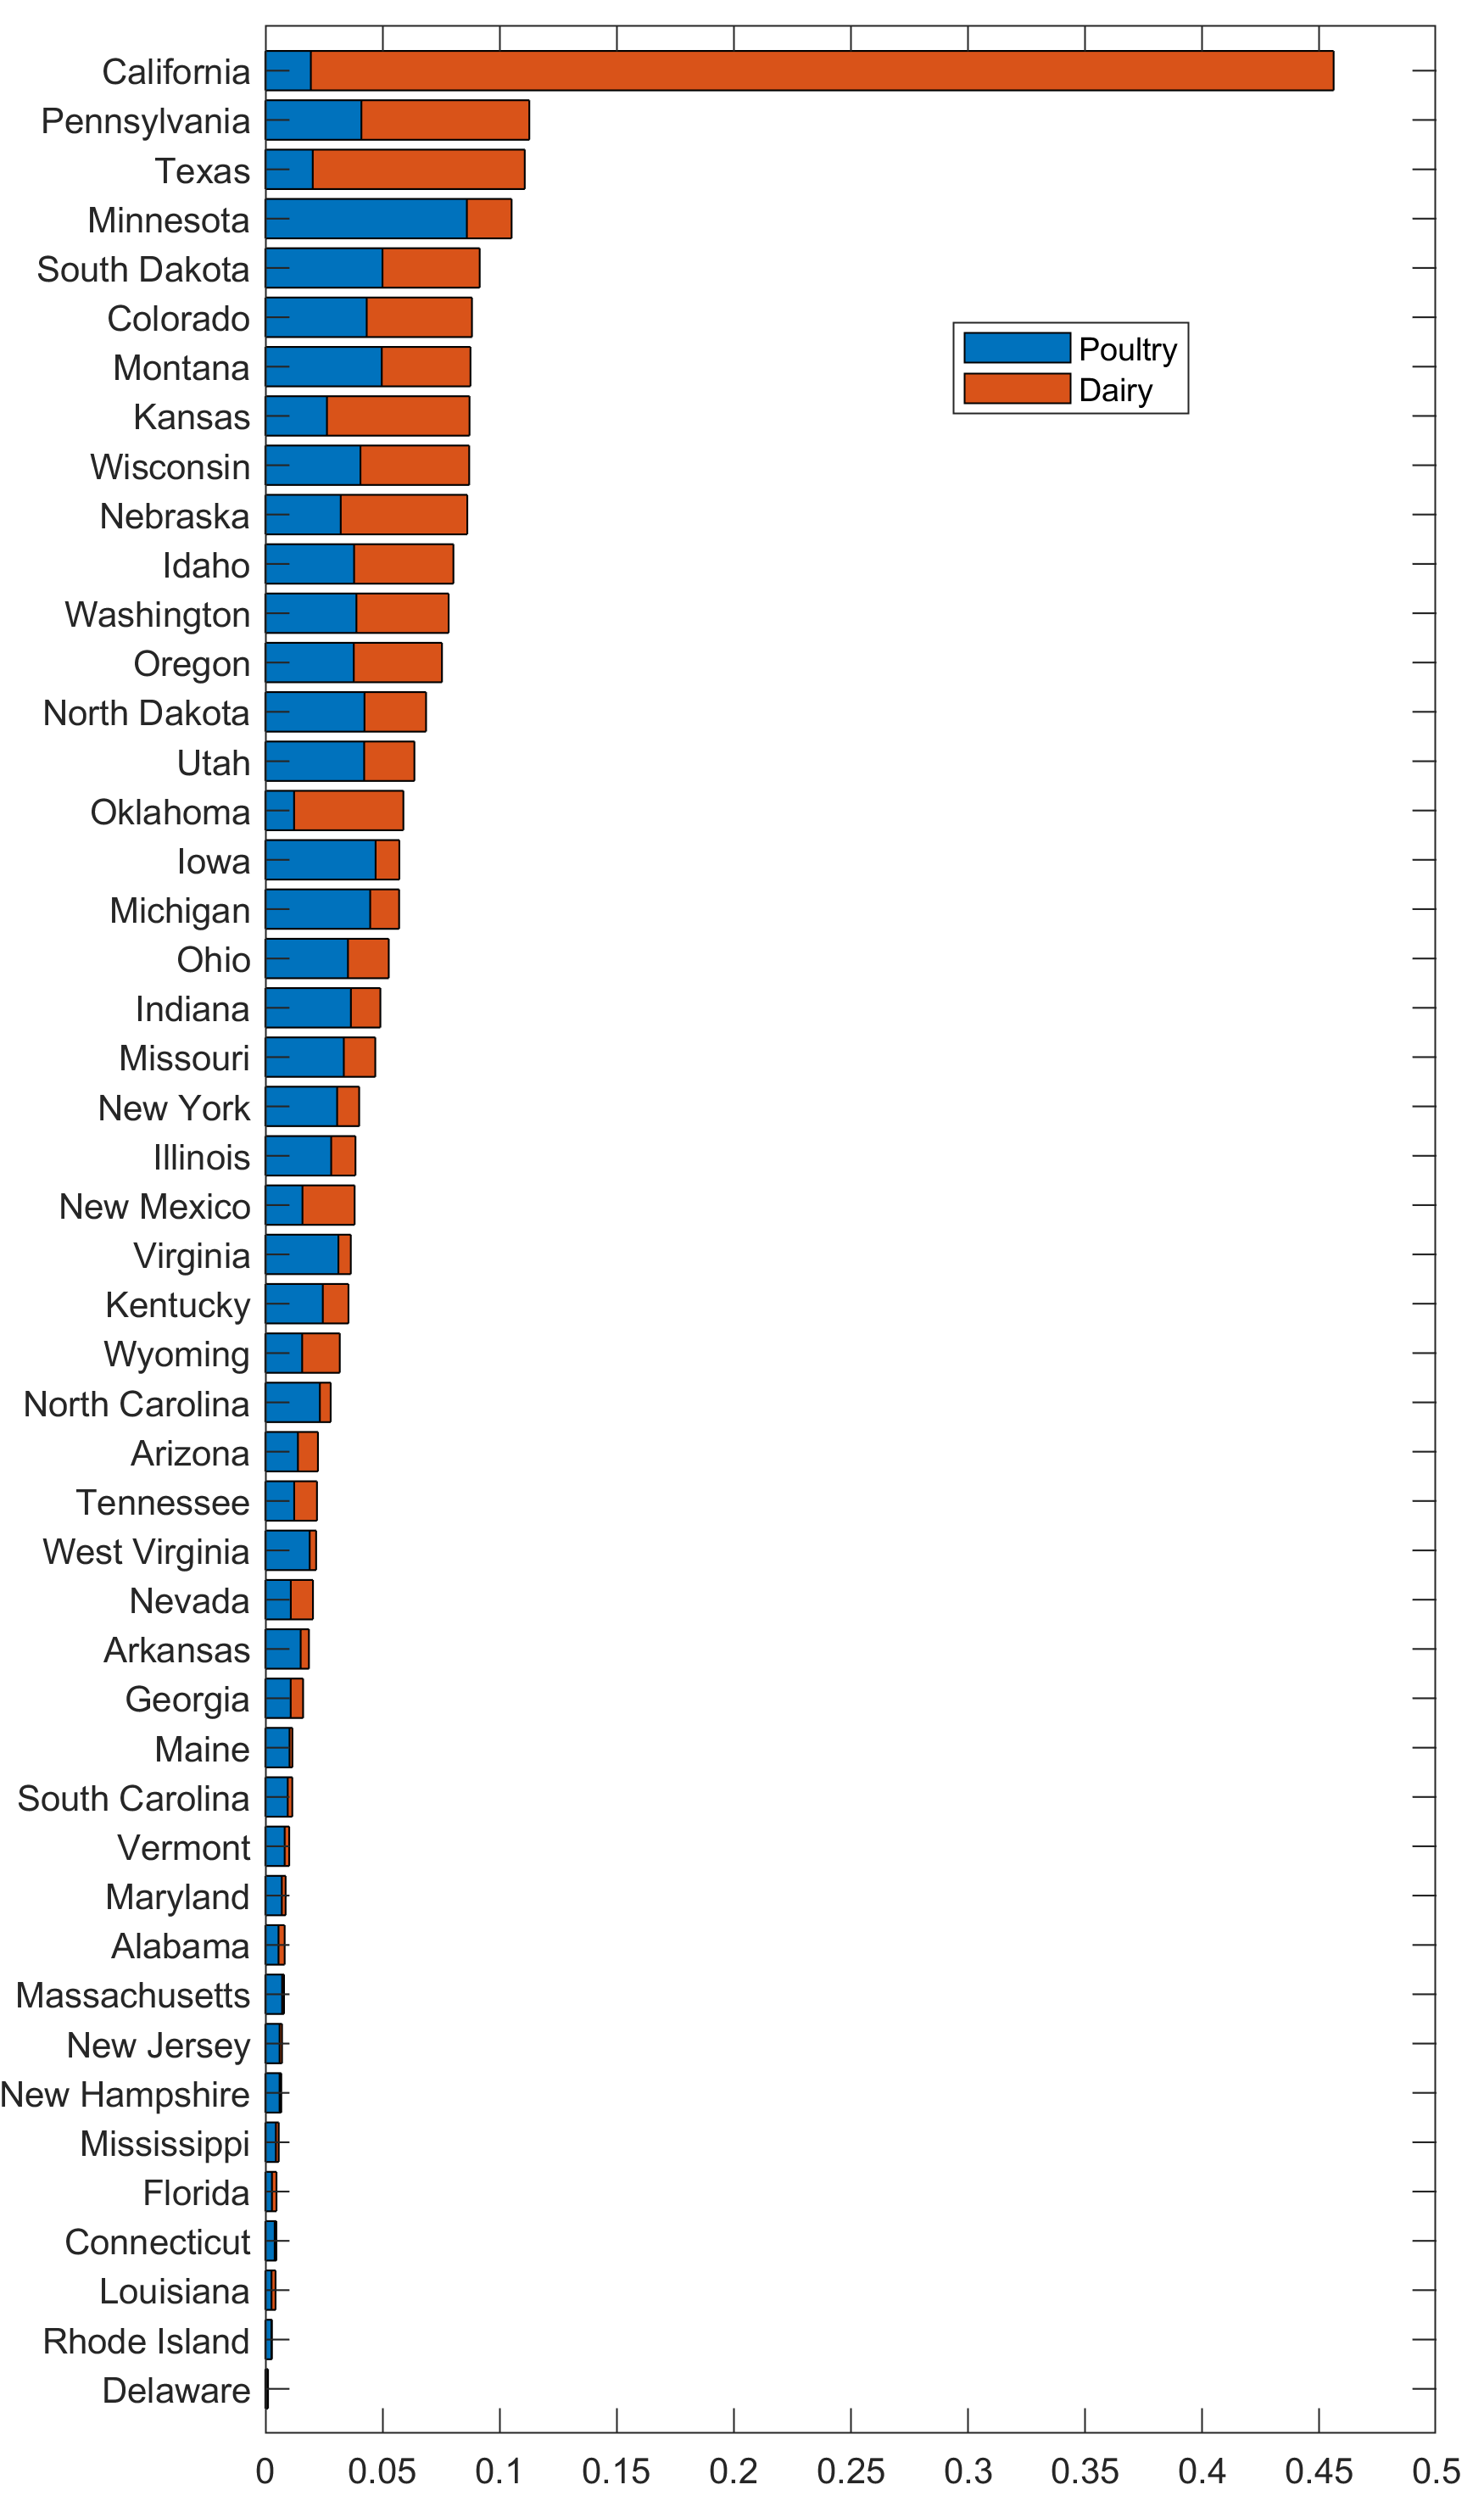 California
Pennsylvania
Texas
Minnesota
South Dakota
Colorado
Montana
Kansas
Wisconsin
Nebraska
Idaho
Washington
Oregon
North Dakota
Utah
Oklahoma
Iowa
Michigan
Ohio
Indiana
Missouri
New York
Illinois
New Mexico
Virginia
Kentucky
Wyoming
North Carolina
Arizona
Tennessee
West Virginia
Nevada
Arkansas
Georgia
Maine
South Carolina
Vermont
Maryland
Alabama
Massachusetts
New Jersey
New Hampshire
Mississippi
Florida
Connecticut
Louisiana
Rhode Island
Delaware
Poultry
Dairy
0 0.05 0.1 0.15 0.2 0.25 0.3 0.35 0.4 0.45 0.5